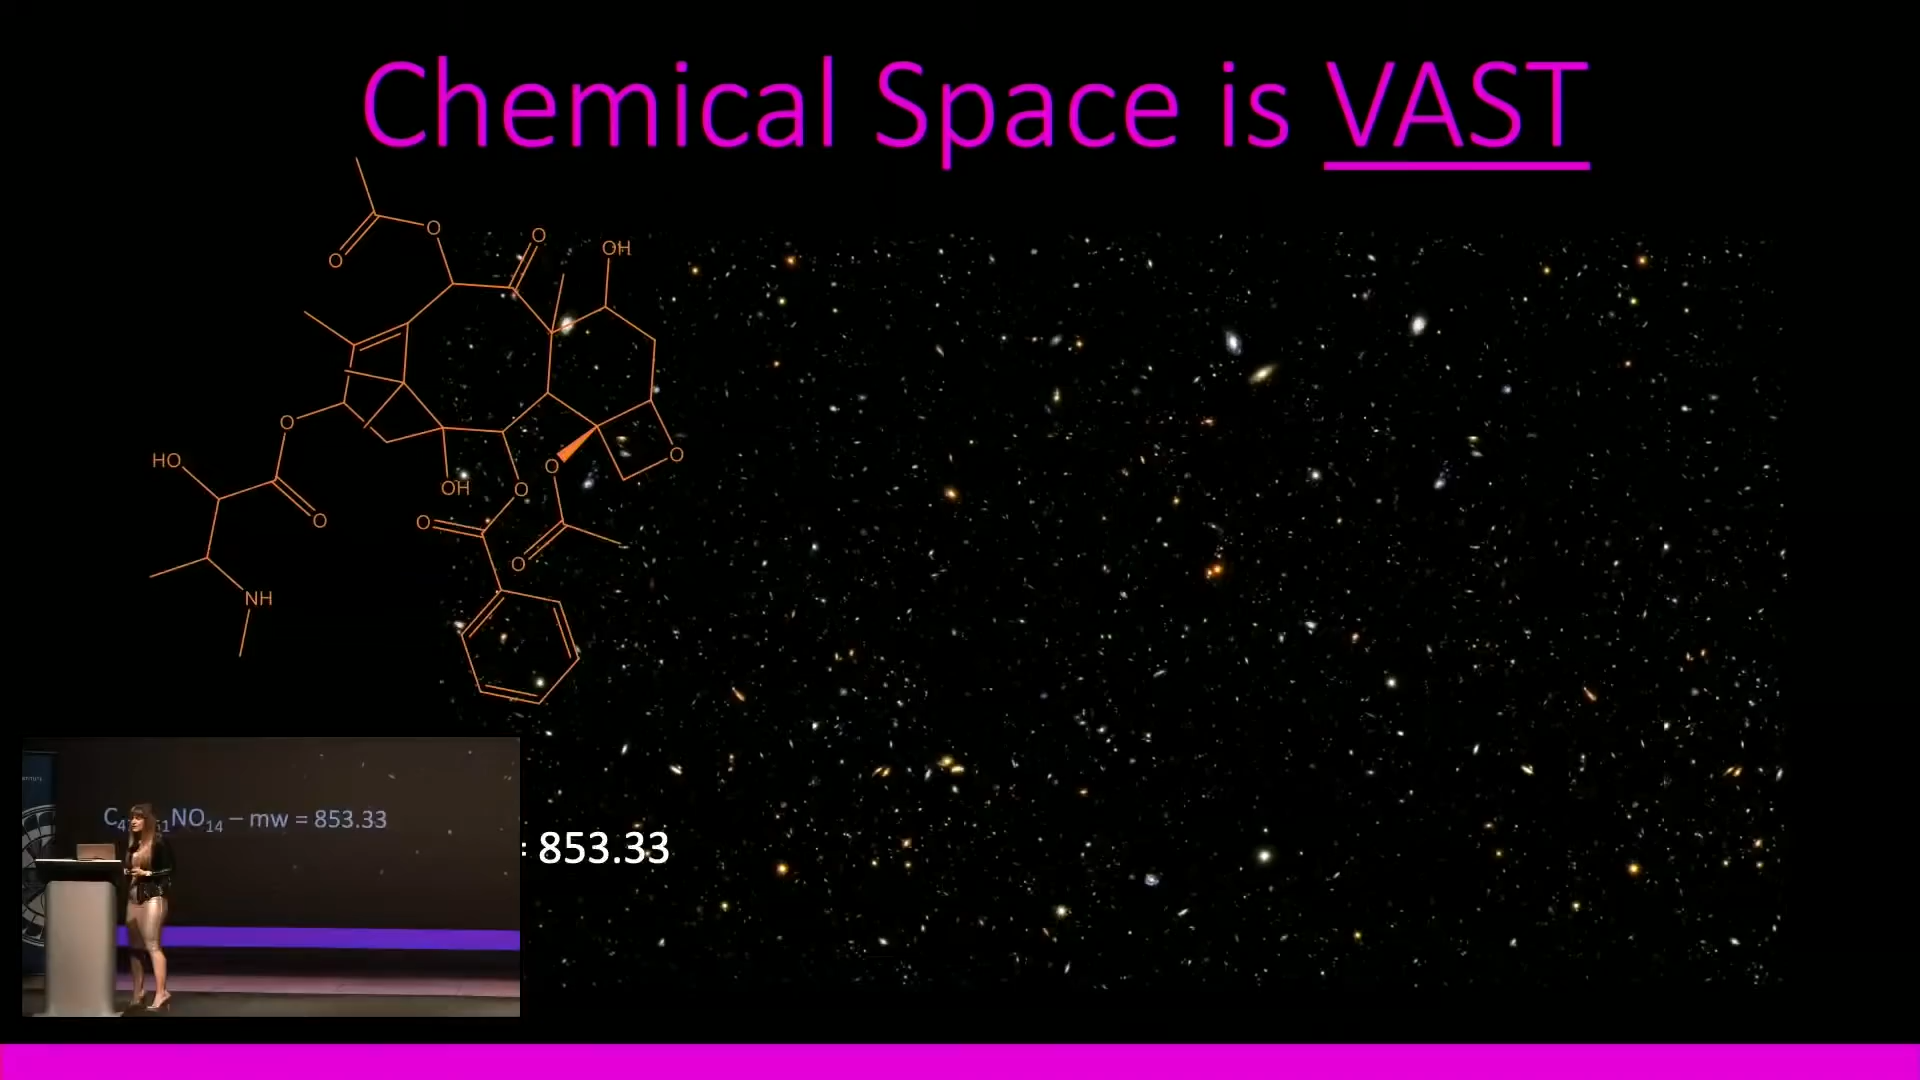 Chemical Space is VAST
O
OH
O
O
O
HO
O
OH
O
O
O
O
O
O
NH
NO14 – mw = 853.33
= 853.33